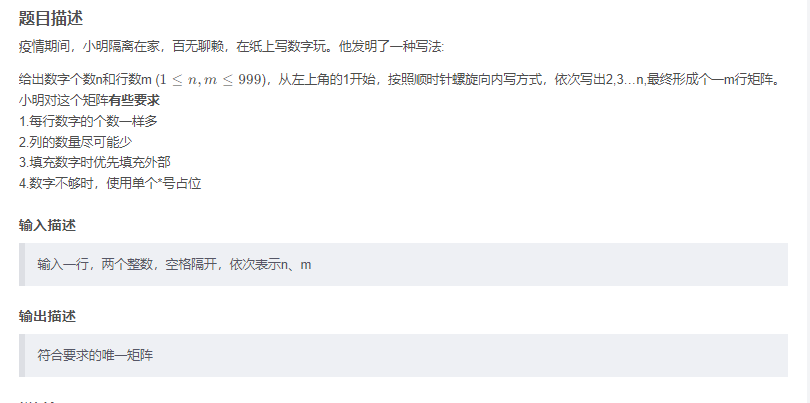 题目描述
疫情期间，小明隔离在家，百无聊赖，在纸上写数字玩。他发明了一种写法:
给出数字个数n和行数m (1 ≤ n, m ≤ 999)，从左上角的1开始，按照顺时针螺旋向内写方式，依次写出2,3…n,最终形成个一m行矩阵。
小明对这个矩阵有些要求
1.每行数字的个数一样多
2.列的数量尽可能少
3.填充数字时优先填充外部
4.数字不够时，使用单个*号占位
输入描述
输入一行，两个整数，空格隔开，依次表示n、m
输出描述
符合要求的唯一矩阵